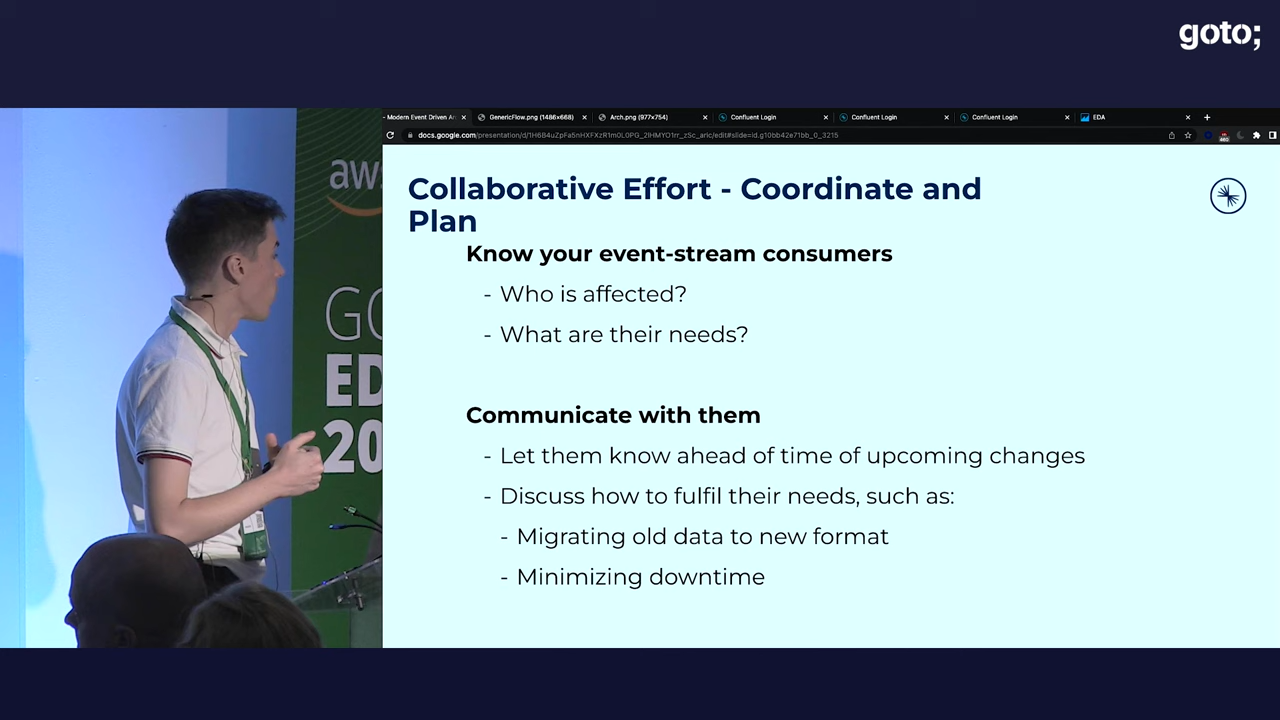 goto;
- Modern Event Driven Ar
GenericFlow.png (1486×668)
Arch.png (977×754)
Confluent Login
Confluent Login
Confluent Login
EDA
aws
GO
ED
20
Collaborative Effort - Coordinate and
Plan
Know your event-stream consumers
- Who is affected?
- What are their needs?
Communicate with them
- Let them know ahead of time of upcoming changes
- Discuss how to fulfil their needs, such as:
- Migrating old data to new format
- Minimizing downtime